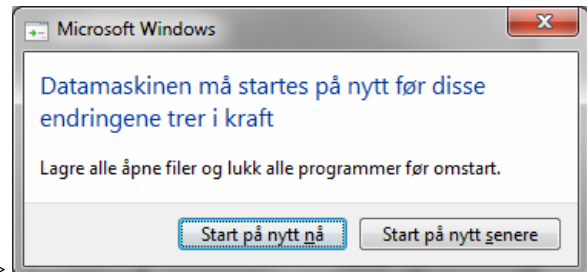 Microsoft Windows
Datamaskinen må startes på nytt før disse
endringene trer i kraft
Lagre alle åpne filer og lukk alle programmer før omstart.
Start på nytt nå
Start på nytt senere